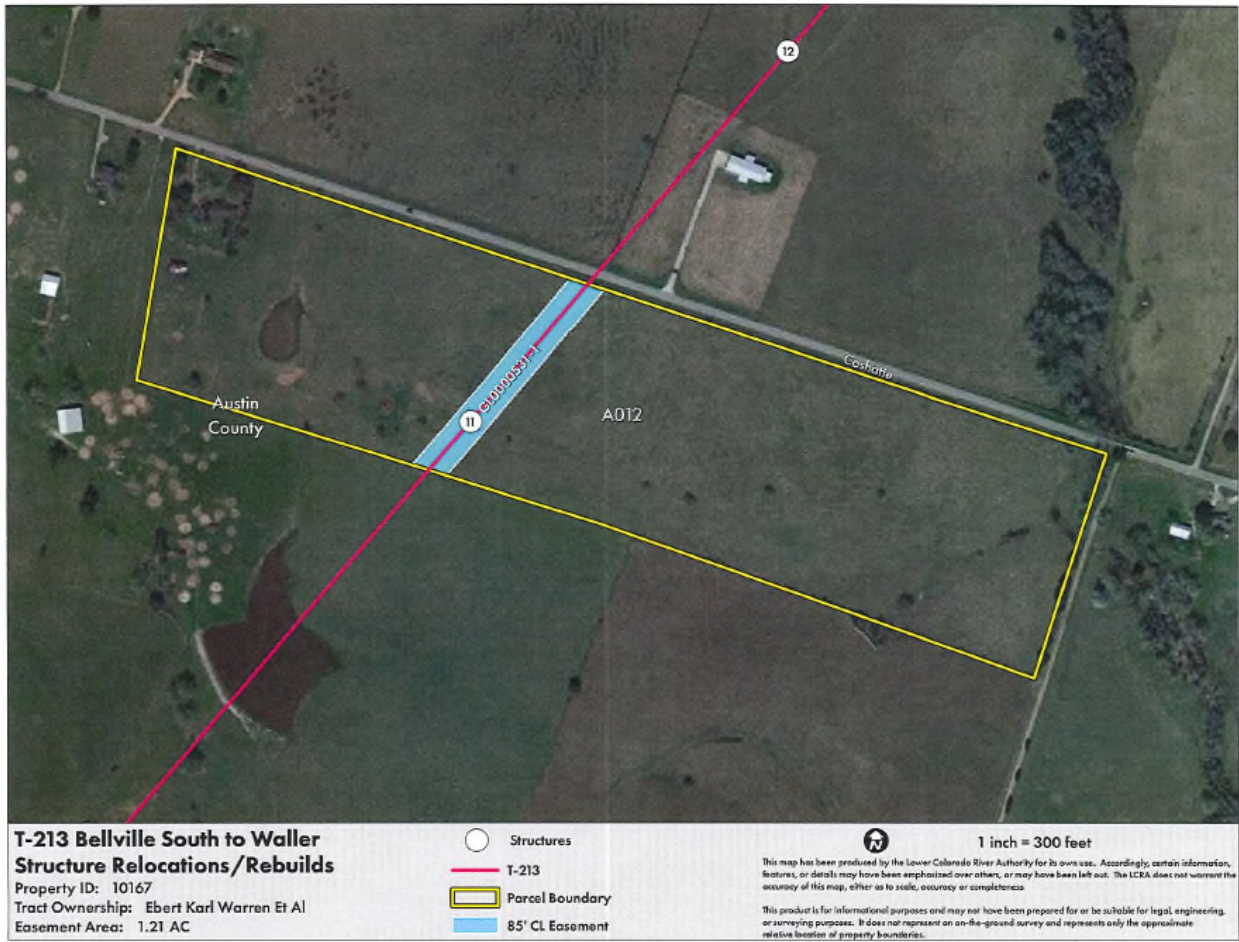 12
Coshatte
GL0000531-1
11
A012
Austin
County
T-213 Bellville South to Waller
Structure Relocations/Rebuilds
Property ID: 10167
Tract Ownership: Ebert Karl Warren Et Al
Easement Area: 1.21 AC
Structures
T-213
Parcel Boundary
85' CL Easement
N
1 inch = 300 feet
This map has been produced by the Lower Colorado River Authority for its own use. Accordingly, certain information,
features, or details may have been emphasized over others, or may have been left out. The LCRA does not warrant the
accuracy of this map, either as to scale, accuracy or completeness.
This product is for informational purposes and may not have been prepared for or be suitable for legal, engineering,
or surveying purposes. It does not represent an on-the-ground survey and represents only the approximate
relative location of property boundaries.